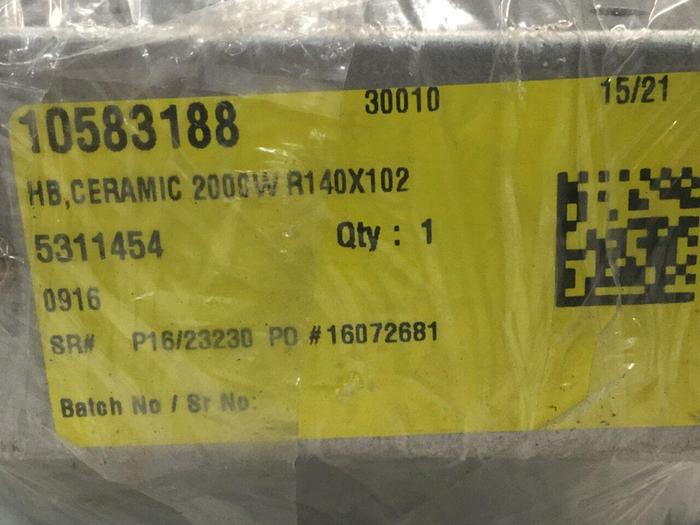 30010 15/21
10583188
HB,CERAMIC 2000W R140X102
5311454 Qty : 1
0916
SR# P16/23230 PO #16072681
Batch No / Sr No: